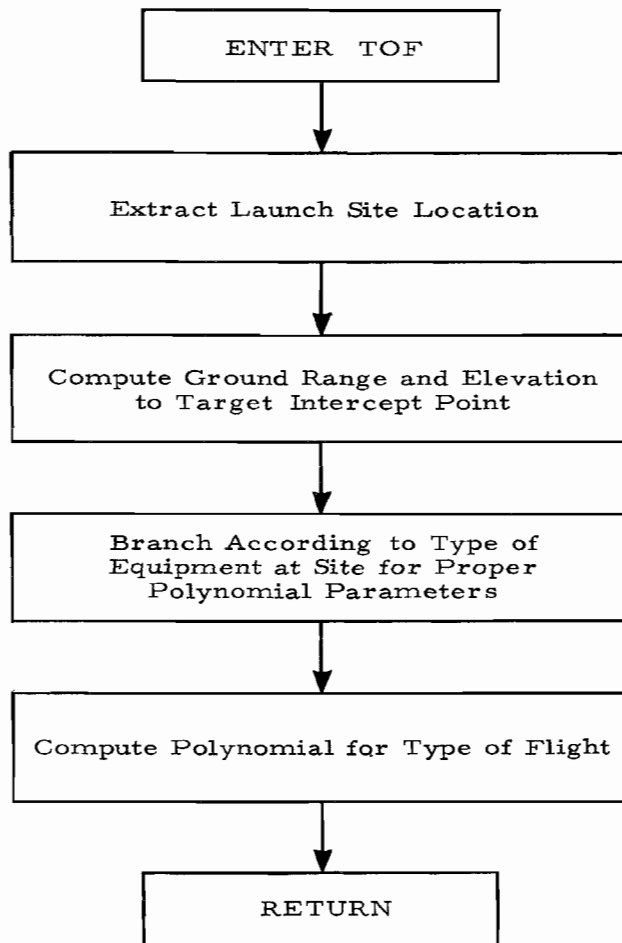 ENTER TOF
Extract Launch Site Location
Compute Ground Range and Elevation
to Target Intercept Point
Branch According to Type of
Equipment at Site for Proper
Polynomial Parameters
Compute Polynomial for Type of Flight
RETURN